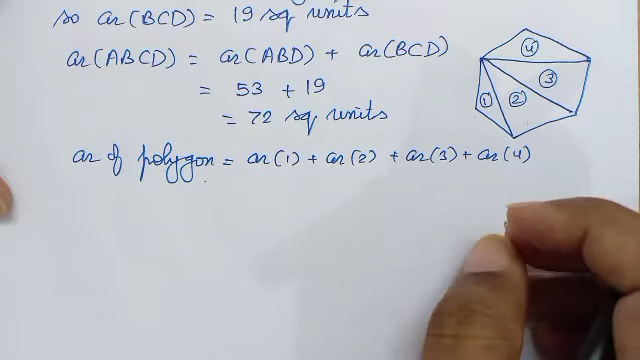 so ar(BCD) = 19 sq units
ar(ABCD) = ar(ABD) + ar(BCD)
= 53 + 19
= 72 sq units
4
3
1 2
ar of polygon = ar(1) + ar(2) + ar(3) + ar(4)